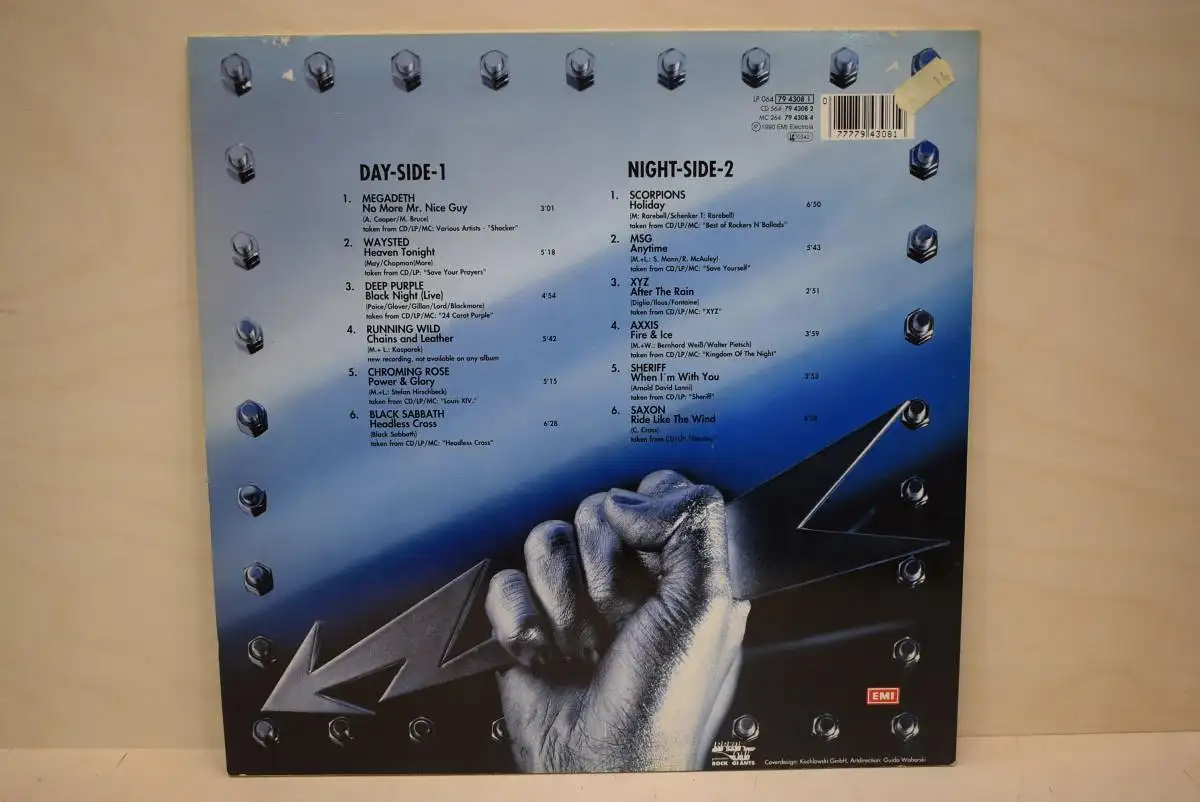 LP 064 79 4308 1
CD 564 79 4308 2
MC 264 79 4308 4
Ⓟ 1990 EMI Electrola
0
77779 43081
14
DAY-SIDE-1
1. MEGADETH
No More Mr. Nice Guy 3'01
(A. Cooper/M. Bruce)
taken from CD/LP/MC: Various Artists - "Shocker"
2. WAYSTED
Heaven Tonight 5'18
(May/Chapman/More)
taken from CD/LP: "Save Your Prayers"
3. DEEP PURPLE
Black Night (Live) 4'54
(Paice/Glover/Gillan/Lord/Blackmore)
taken from CD/LP/MC: "24 Carat Purple"
4. RUNNING WILD
Chains and Leather 5'42
(M.+ L.: Kasparek)
new recording, not available on any album
5. CHROMING ROSE
Power & Glory 5'15
(M.+L.: Stefan Hirschbeck)
taken from CD/LP/MC: "Louis XIV."
6. BLACK SABBATH
Headless Cross 6'28
(Black Sabbath)
taken from CD/LP/MC: "Headless Cross"
NIGHT-SIDE-2
1. SCORPIONS
Holiday 6'50
(M: Rarebell/Schenker T: Rarebell)
taken from CD/LP/MC: "Best of Rockers N´Ballads"
2. MSG
Anytime 5'43
(M.+L.: S. Mann/R. McAuley)
taken from CD/LP/MC: "Save Yourself"
3. XYZ
After The Rain 2'51
(Diglio/Ilous/Fontaine)
taken from CD/LP/MC: "XYZ"
4. AXXIS
Fire & Ice 3'59
(M.+W.: Bernhard Weiß/Walter Pietsch)
taken from CD/LP/MC: "Kingdom Of The Night"
5. SHERIFF
When I´m With You 3'53
(Arnold David Lanni)
taken from CD/LP: "Sheriff"
6. SAXON
Ride Like The Wind
(C. Cross)
taken from CD/LP: "Destiny"
EMI
ROCK GIANTS
Coverdesign: Kochlowski GmbH, Artdirection: Guido Waharski